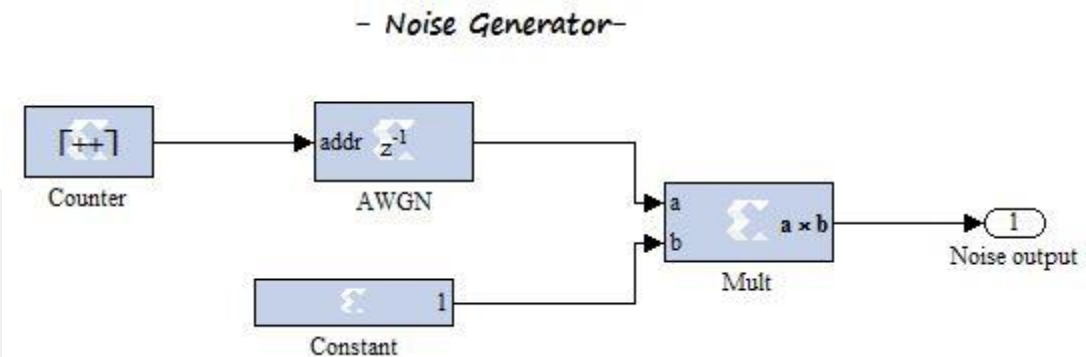 - Noise Generator-
⌈++⌉
Counter
addr z⁻¹
AWGN
a
b
a × b
Mult
1
Noise output
1
Constant